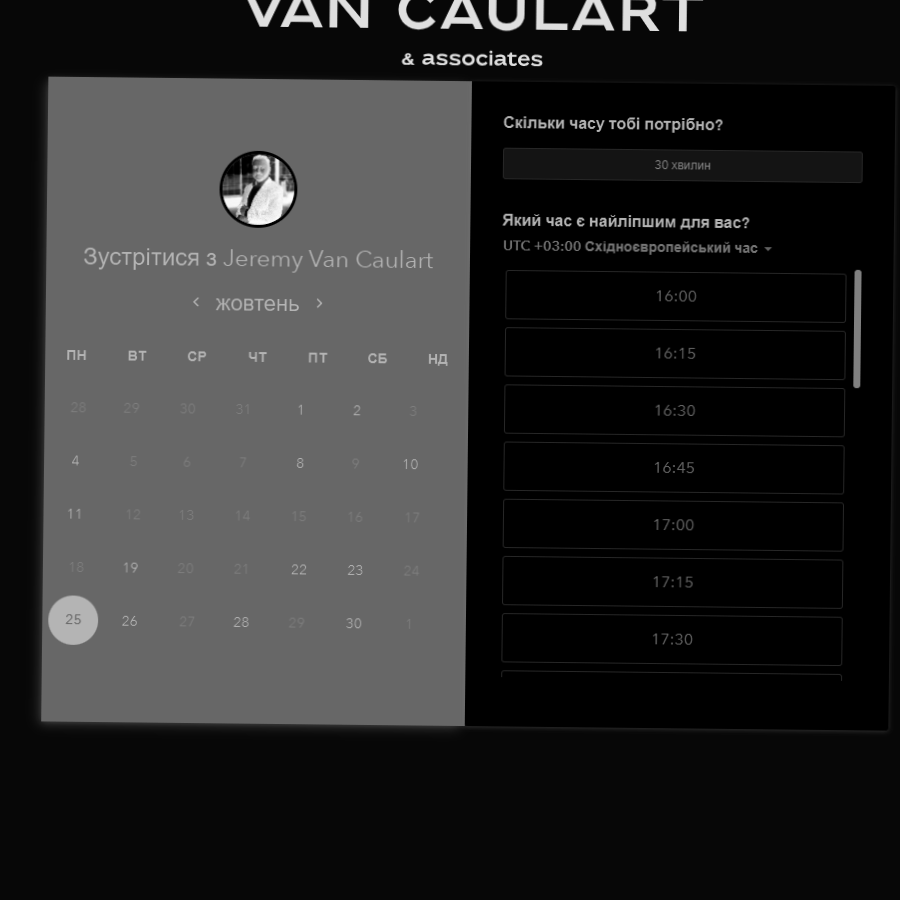 VAN CAULART
& associates
Зустрітися з Jeremy Van Caulart
жовтень
ПН ВТ СР ЧТ ПТ СБ НД
28 29 30 31 1 2 3
4 5 6 7 8 9 10
11 12 13 14 15 16 17
18 19 20 21 22 23 24
25 26 27 28 29 30 1
Скільки часу тобі потрібно?
30 хвилин
Який час є найліпшим для вас?
UTC +03:00 Східноєвропейський час
16:00
16:15
16:30
16:45
17:00
17:15
17:30